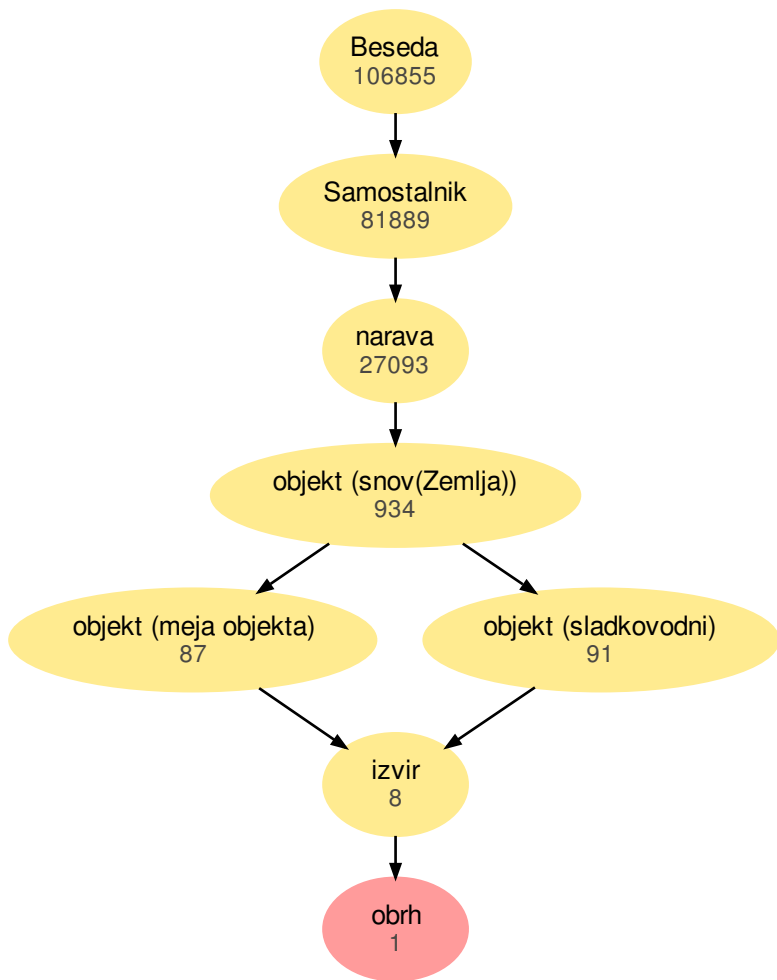 Beseda
106855
Samostalnik
81889
narava
27093
objekt (snov(Zemlja))
934
objekt (meja objekta)
87
objekt (sladkovodni)
91
izvir
8
obrh
1